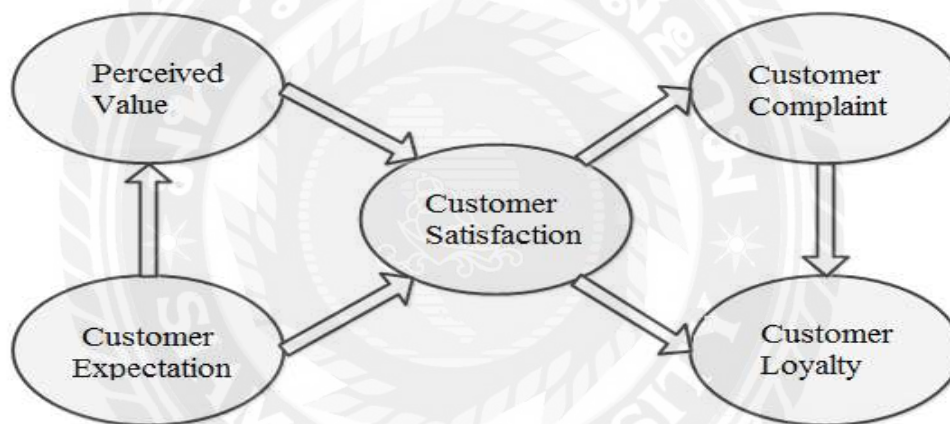 Perceived
Value
Customer
Complaint
Customer
Satisfaction
Customer
Expectation
Customer
Loyalty